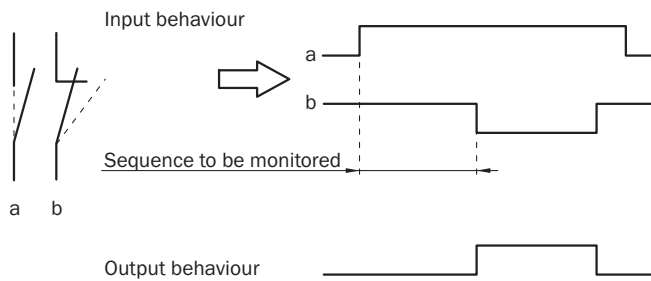 Input behaviour
a
b
Sequence to be monitored
a b
Output behaviour